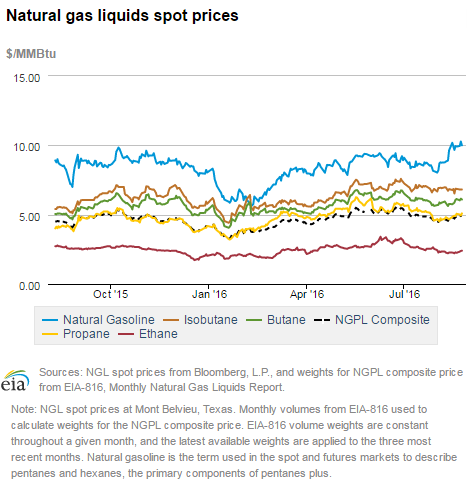 Natural gas liquids spot prices
$/MMBtu
15.00
10.00
5.00
0.00
Oct '15 Jan '16 Apr '16 Jul '16
Natural Gasoline Isobutane Butane NGPL Composite
Propane Ethane
eia
Sources: NGL spot prices from Bloomberg, L.P., and weights for NGPL composite price
from EIA-816, Monthly Natural Gas Liquids Report.
Note: NGL spot prices at Mont Belvieu, Texas. Monthly volumes from EIA-816 used to
calculate weights for the NGPL composite price. EIA-816 volume weights are constant
throughout a given month, and the latest available weights are applied to the three most
recent months. Natural gasoline is the term used in the spot and futures markets to describe
pentanes and hexanes, the primary components of pentanes plus.